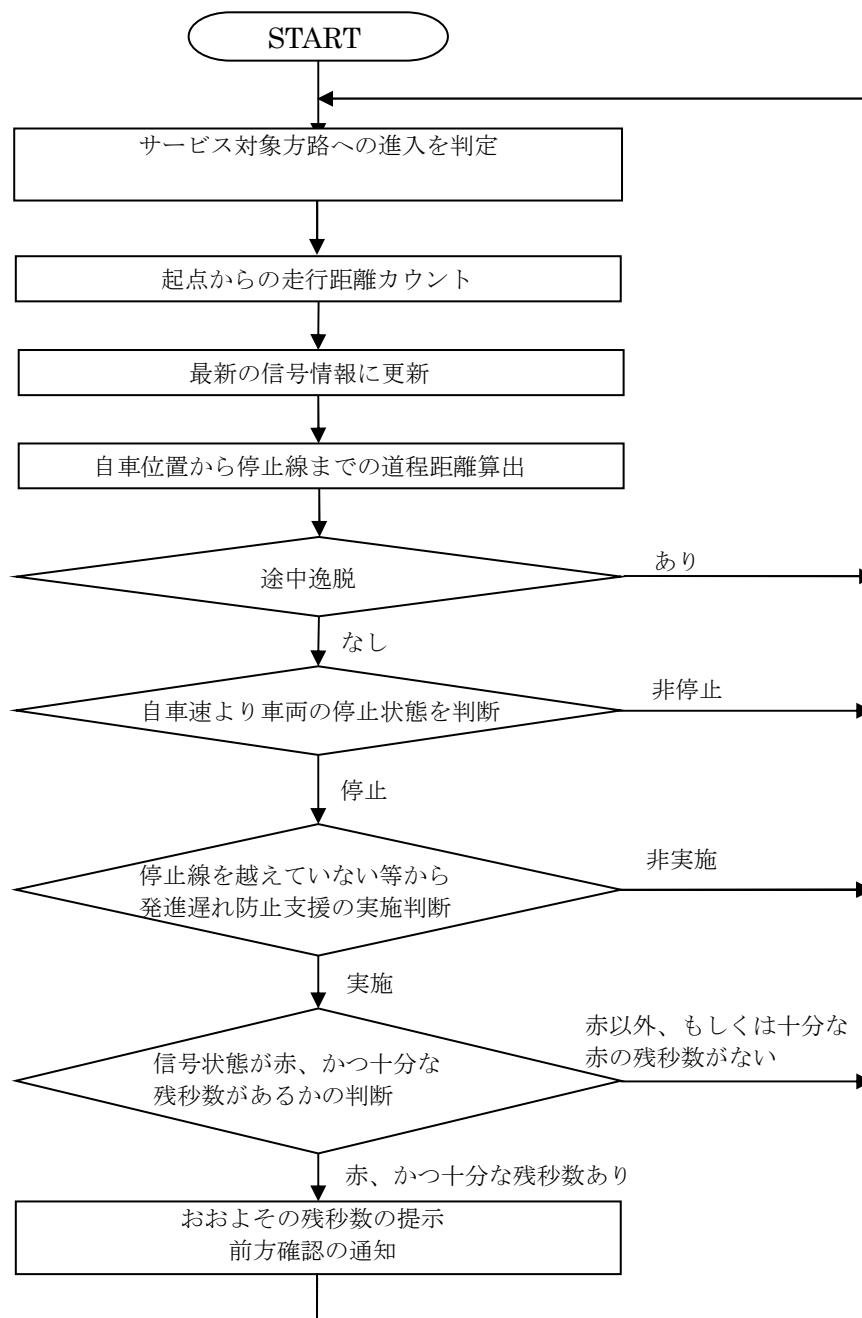 START
サービス対象方路への進入を判定
起点からの走行距離カウント
最新の信号情報に更新
自車位置から停止線までの道程距離算出
途中逸脱
あり
なし
自車速より車両の停止状態を判断
非停止
停止
停止線を越えていない等から
発進遅れ防止支援の実施判断
非実施
実施
信号状態が赤、かつ十分な
残秒数があるかの判断
赤以外、もしくは十分な
赤の残秒数がない
赤、かつ十分な残秒数あり
おおよその残秒数の提示
前方確認の通知